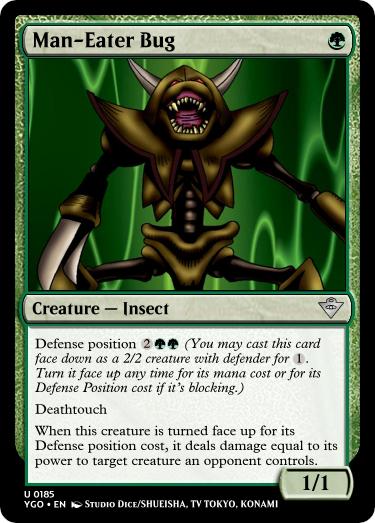 Man-Eater Bug
Creature — Insect
Defense position 2 (You may cast this card
face down as a 2/2 creature with defender for 1.
Turn it face up any time for its mana cost or for its
Defense Position cost if it's blocking.)
Deathtouch
When this creature is turned face up for its
Defense position cost, it deals damage equal to its
power to target creature an opponent controls.
1/1
U 0185
YGO • EN Studio Dice/SHUEISHA, TV TOKYO, KONAMI